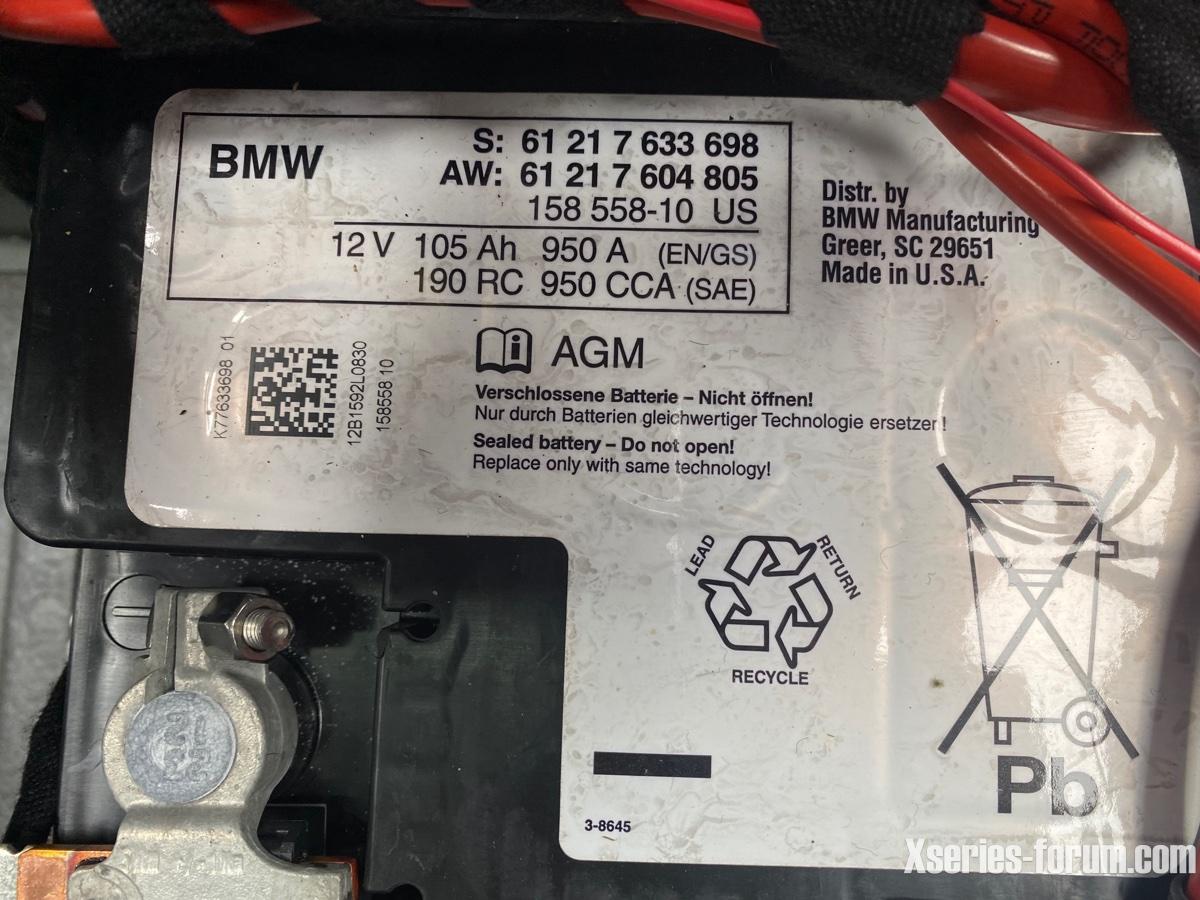 BMW
S: 61 21 7 633 698
AW: 61 21 7 604 805
158 558-10 US
12 V 105 Ah 950 A (EN/GS)
190 RC 950 CCA (SAE)
Distr. by
BMW Manufacturing
Greer, SC 29651
Made in U.S.A.
K77633698 01
12B1592L0830
158558 10
AGM
Verschlossene Batterie – Nicht öffnen!
Nur durch Batterien gleichwertiger Technologie ersetzen!
Sealed battery – Do not open!
Replace only with same technology!
LEAD
RETURN
RECYCLE
Pb
3-8645
Xseries-forum.com